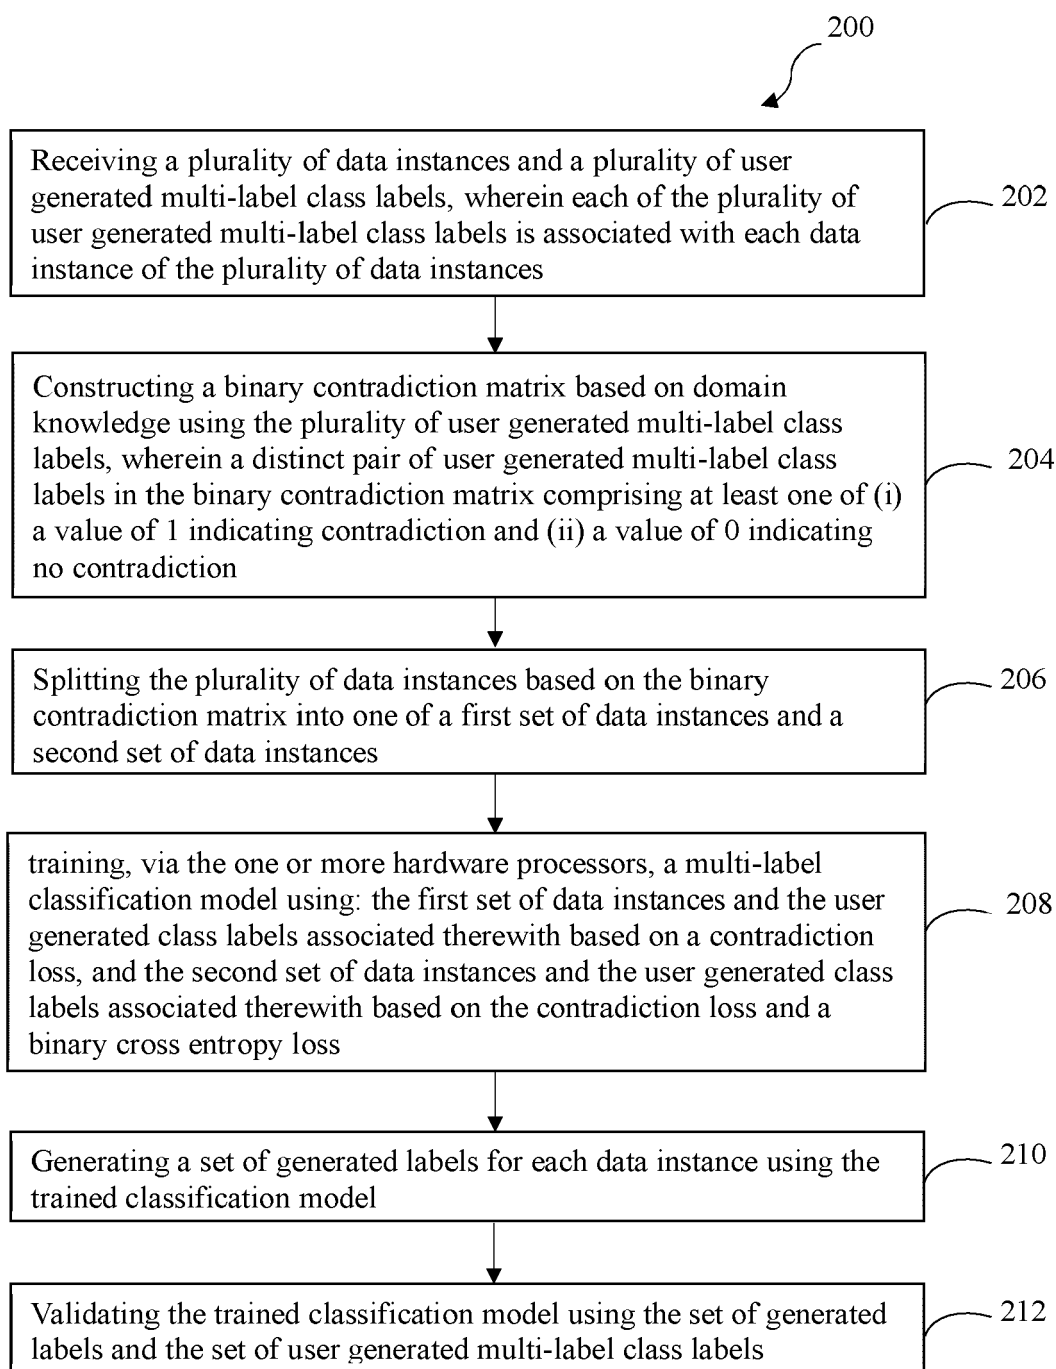 200
Receiving a plurality of data instances and a plurality of user
generated multi-label class labels, wherein each of the plurality of
user generated multi-label class labels is associated with each data
instance of the plurality of data instances
202
Constructing a binary contradiction matrix based on domain
knowledge using the plurality of user generated multi-label class
labels, wherein a distinct pair of user generated multi-label class
labels in the binary contradiction matrix comprising at least one of (i)
a value of 1 indicating contradiction and (ii) a value of 0 indicating
no contradiction
204
Splitting the plurality of data instances based on the binary
contradiction matrix into one of a first set of data instances and a
second set of data instances
206
training, via the one or more hardware processors, a multi-label
classification model using: the first set of data instances and the user
generated class labels associated therewith based on a contradiction
loss, and the second set of data instances and the user generated class
labels associated therewith based on the contradiction loss and a
binary cross entropy loss
208
Generating a set of generated labels for each data instance using the
trained classification model
210
Validating the trained classification model using the set of generated
labels and the set of user generated multi-label class labels
212